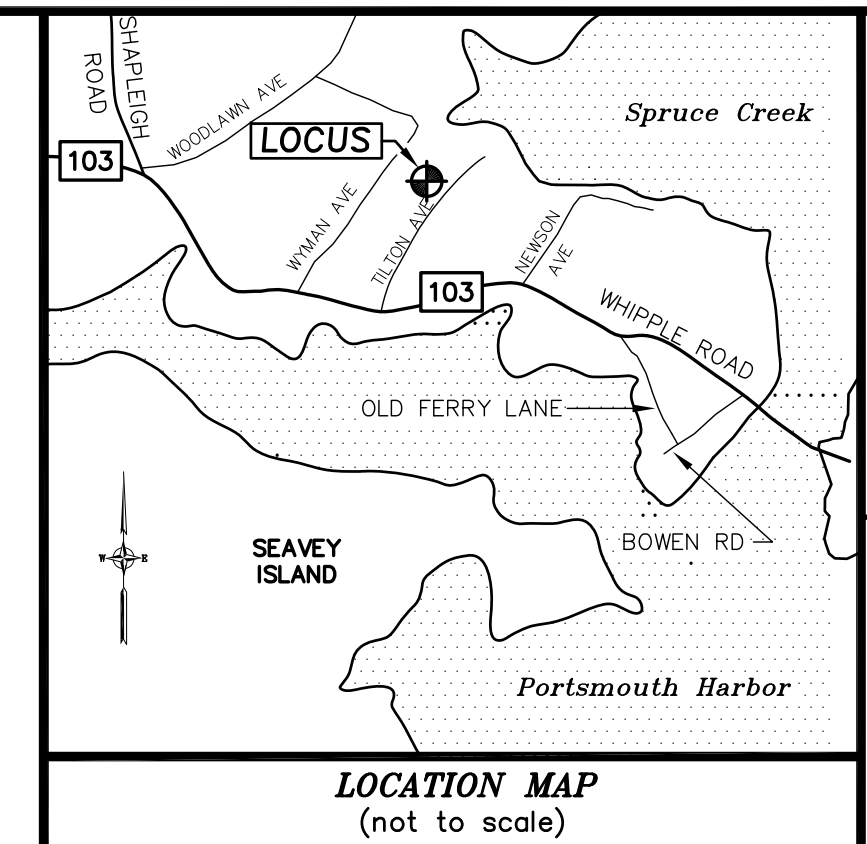 SHAPLEIGH
ROAD
WOODLAWN AVE
Spruce Creek
LOCUS
103
WYMAN AVE
TILTON AVE
NEWSON
AVE
103
WHIPPLE ROAD
OLD FERRY LANE
BOWEN RD
W E
SEAVEY
ISLAND
Portsmouth Harbor
LOCATION MAP
(not to scale)